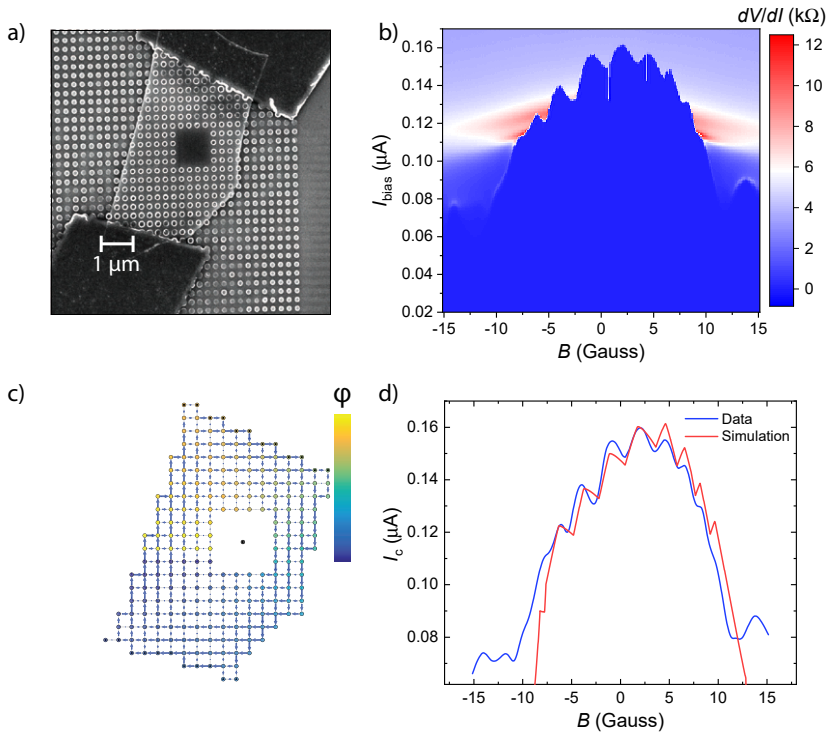 a)
1 µm
b)
dV/dI (kΩ)
0.16
0.14
0.12
0.10
0.08
0.06
0.04
0.02
I_bias (µA)
-15 -10 -5 0 5 10 15
B (Gauss)
12
10
8
6
4
2
0
c)
φ
d)
Data
Simulation
0.16
0.14
0.12
0.10
0.08
I_c (µA)
-15 -10 -5 0 5 10 15
B (Gauss)